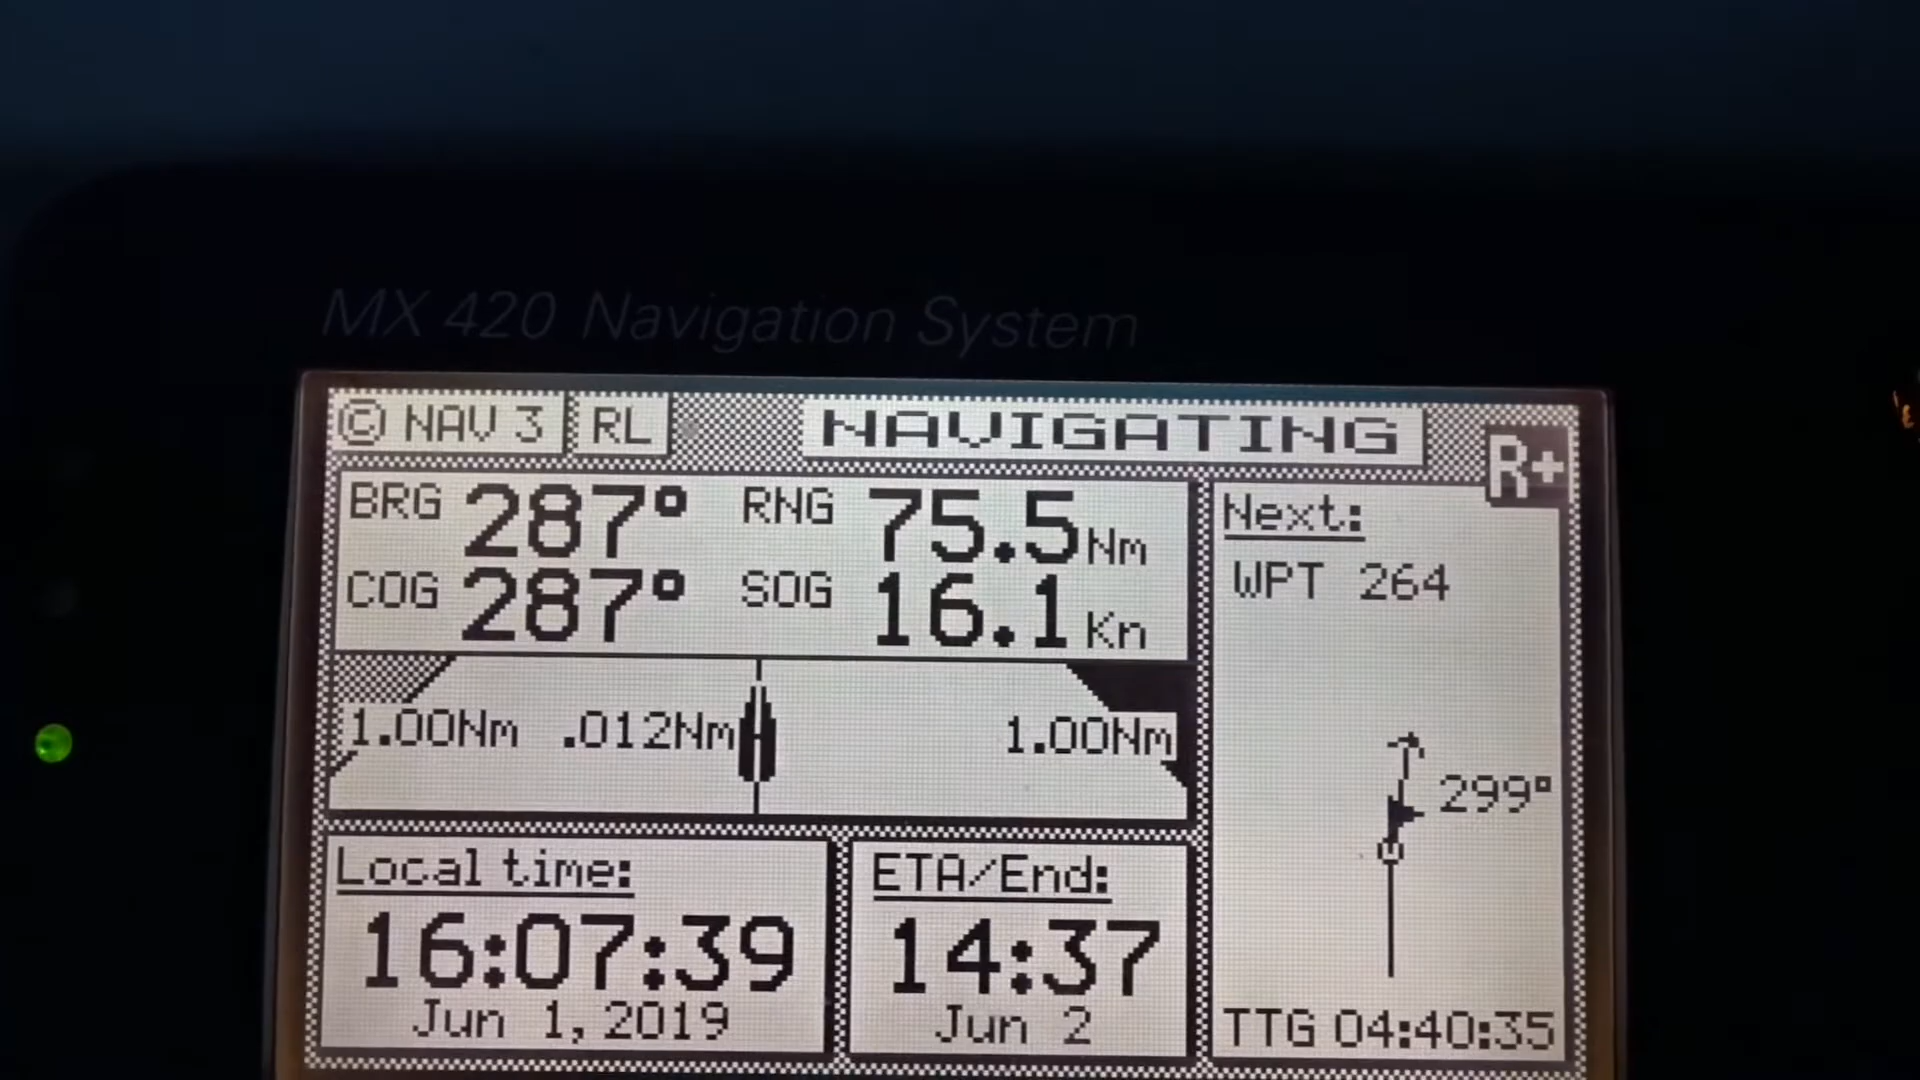 MX 420 Navigation System
© NAV 3 RL NAVIGATING R+
BRG 287° RNG 75.5 Nm
COG 287° SOG 16.1 Kn
1.00Nm .012Nm 1.00Nm
Local time:
16:07:39
Jun 1, 2019
ETA/End:
14:37
Jun 2
Next:
WPT 264
299°
TTG 04:40:35